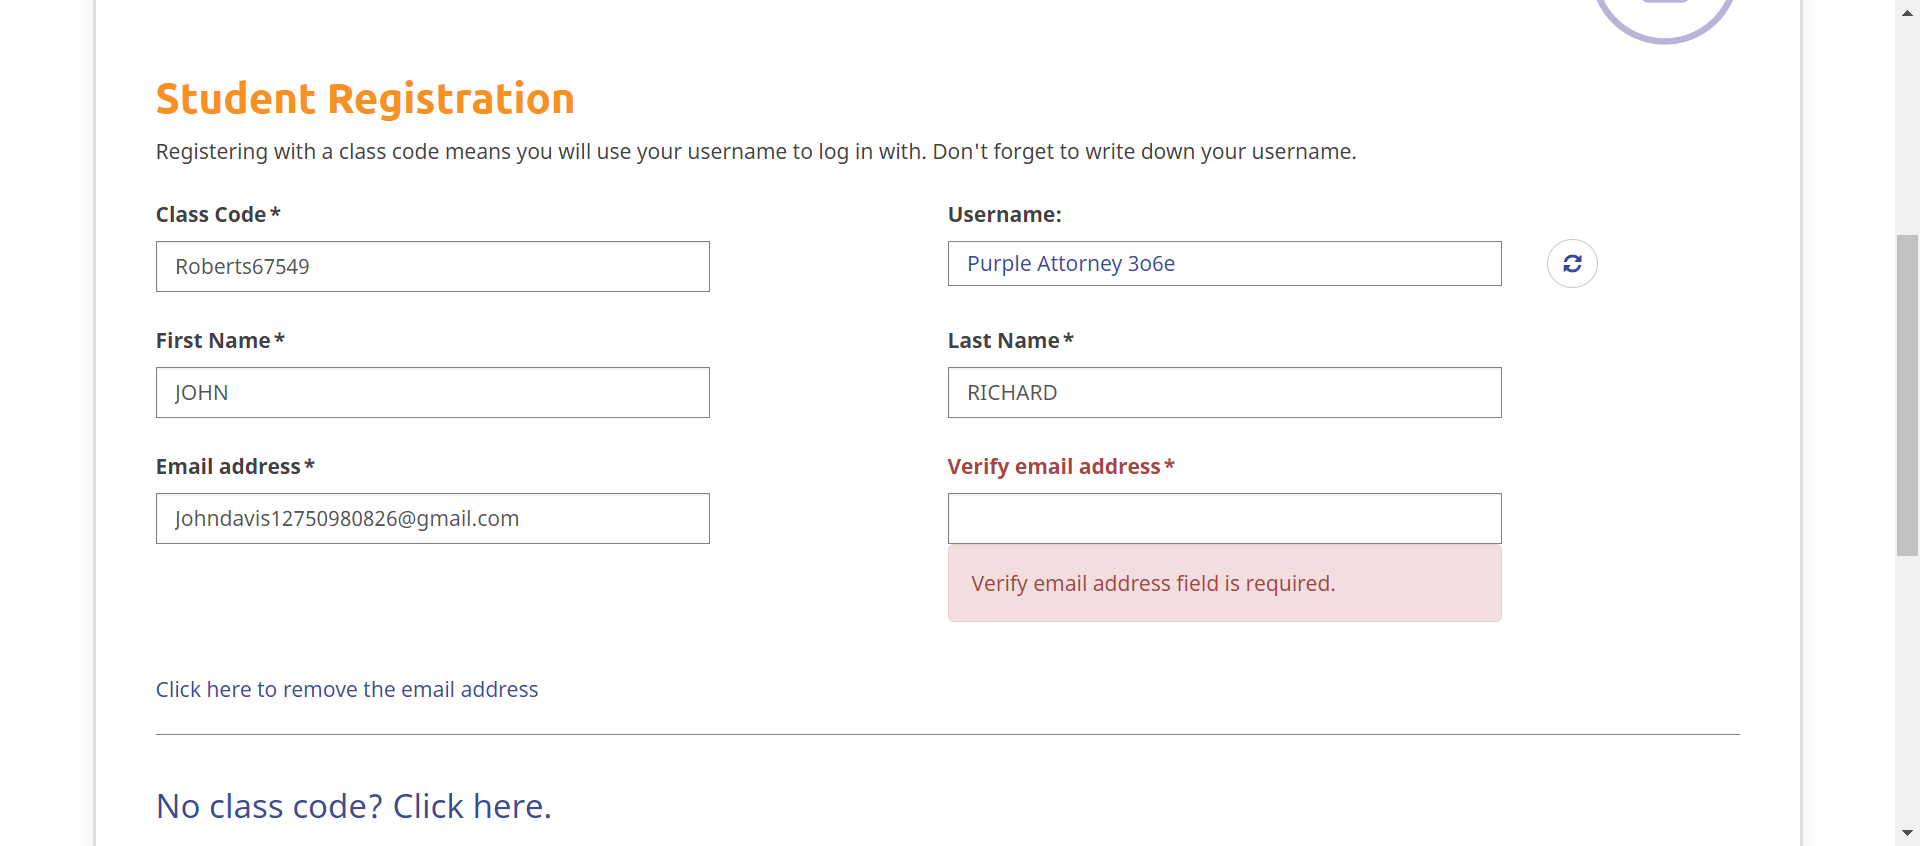 Student Registration
Registering with a class code means you will use your username to log in with. Don't forget to write down your username.
Class Code*
Username:
Roberts67549
Purple Attorney 3o6e
First Name*
Last Name*
JOHN
RICHARD
Email address*
Verify email address*
Johndavis12750980826@gmail.com
Verify email address field is required.
Click here to remove the email address
No class code? Click here.